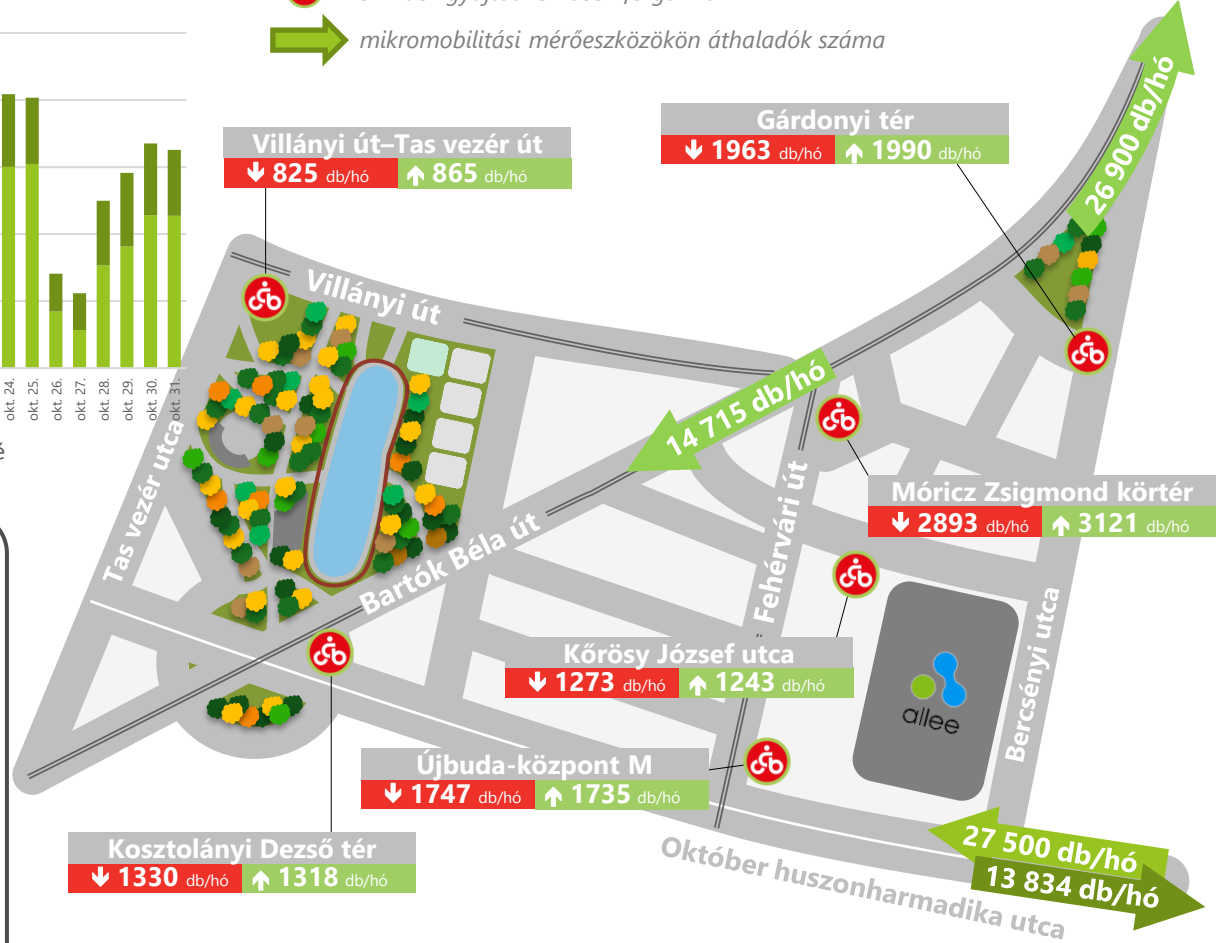 mikromobilitási mérőeszközökön áthaladók száma
26 900 db/hó
Gárdonyi tér
1963 db/hó 1990 db/hó
Villányi út–Tas vezér út
825 db/hó 865 db/hó
Villányi út
14 715 db/hó
okt. 24.
okt. 25.
okt. 26.
okt. 27.
okt. 28.
okt. 29.
okt. 30.
okt. 31.
Tas vezér utca
Móricz Zsigmond körtér
2893 db/hó 3121 db/hó
Fehérvári út
Bartók Béla út
Bercsényi utca
Kőrösy József utca
1273 db/hó 1243 db/hó
allee
Újbuda-központ M
1747 db/hó 1735 db/hó
Kosztolányi Dezső tér
1330 db/hó 1318 db/hó
27 500 db/hó
13 834 db/hó
Október huszonharmadika utca